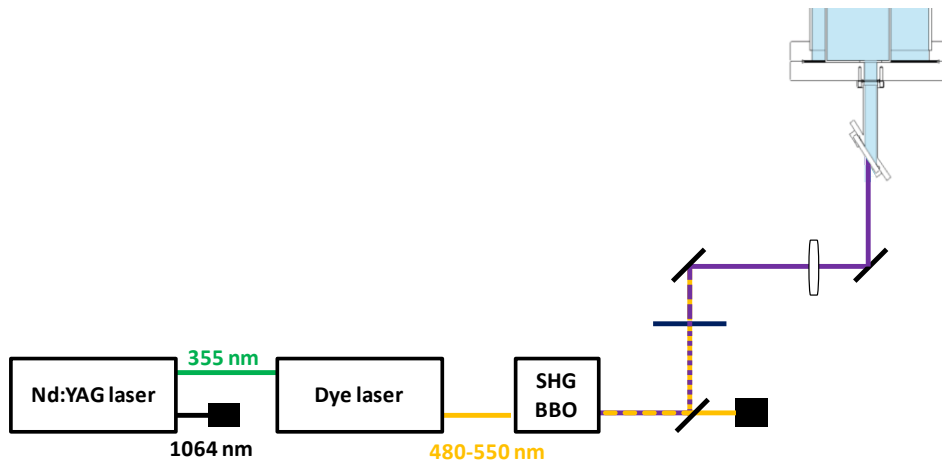 355 nm
Nd:YAG laser
Dye laser
SHG
BBO
1064 nm
480-550 nm